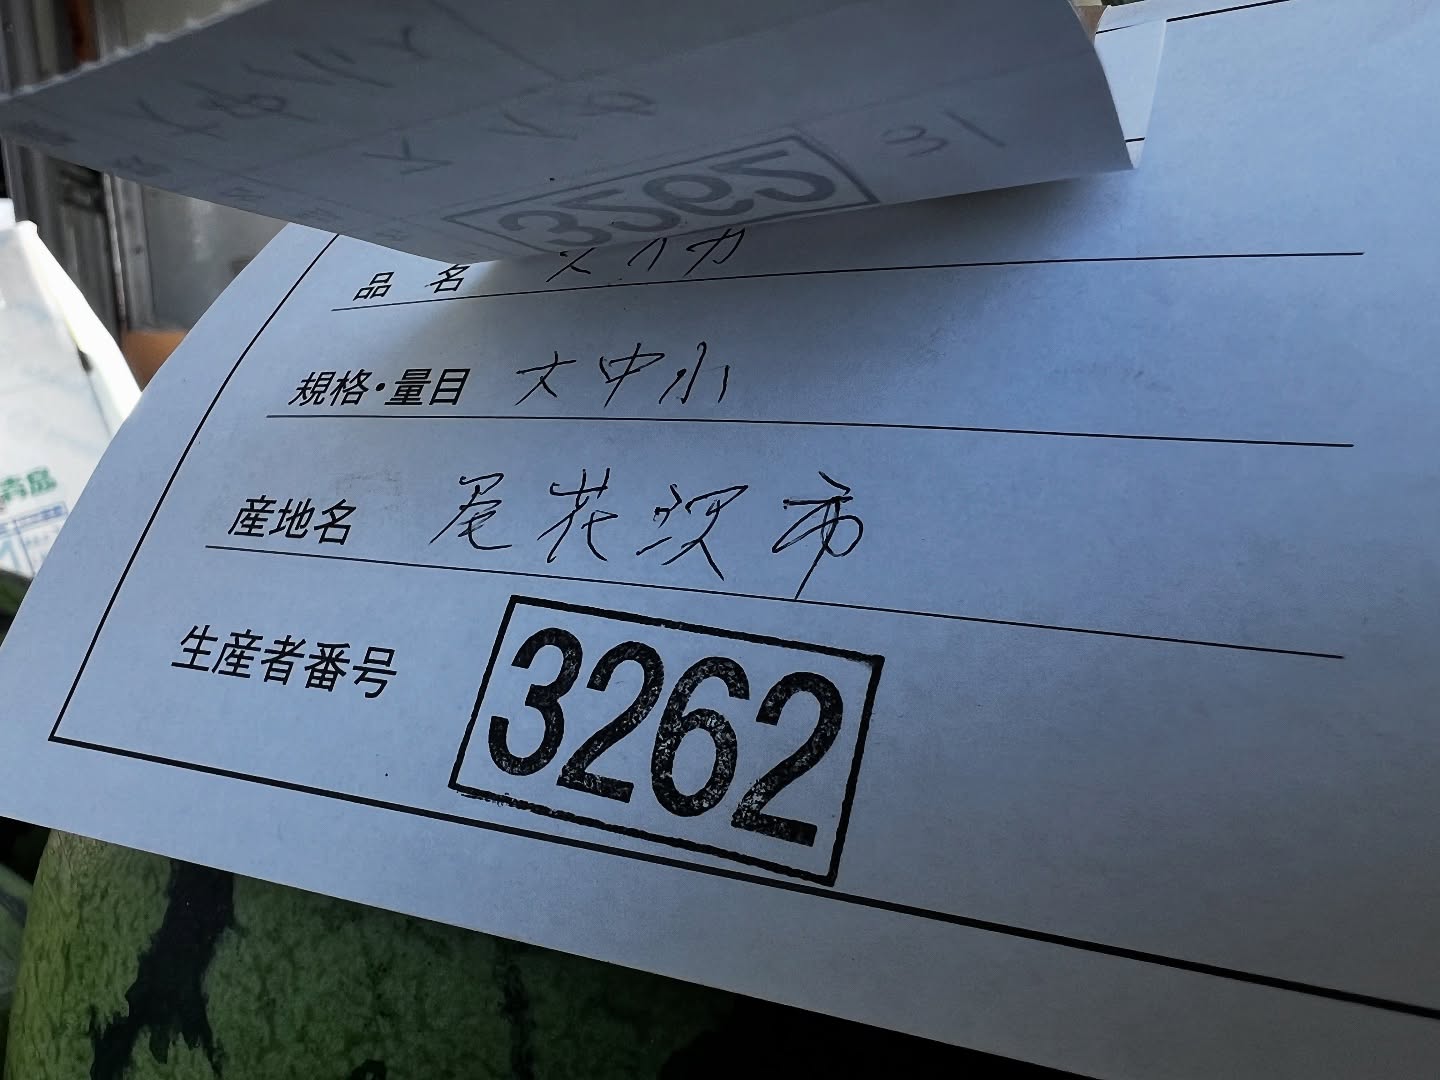 品名 スイカ
規格・量目 大中小
産地名 尾花沢市
生産者番号 3262